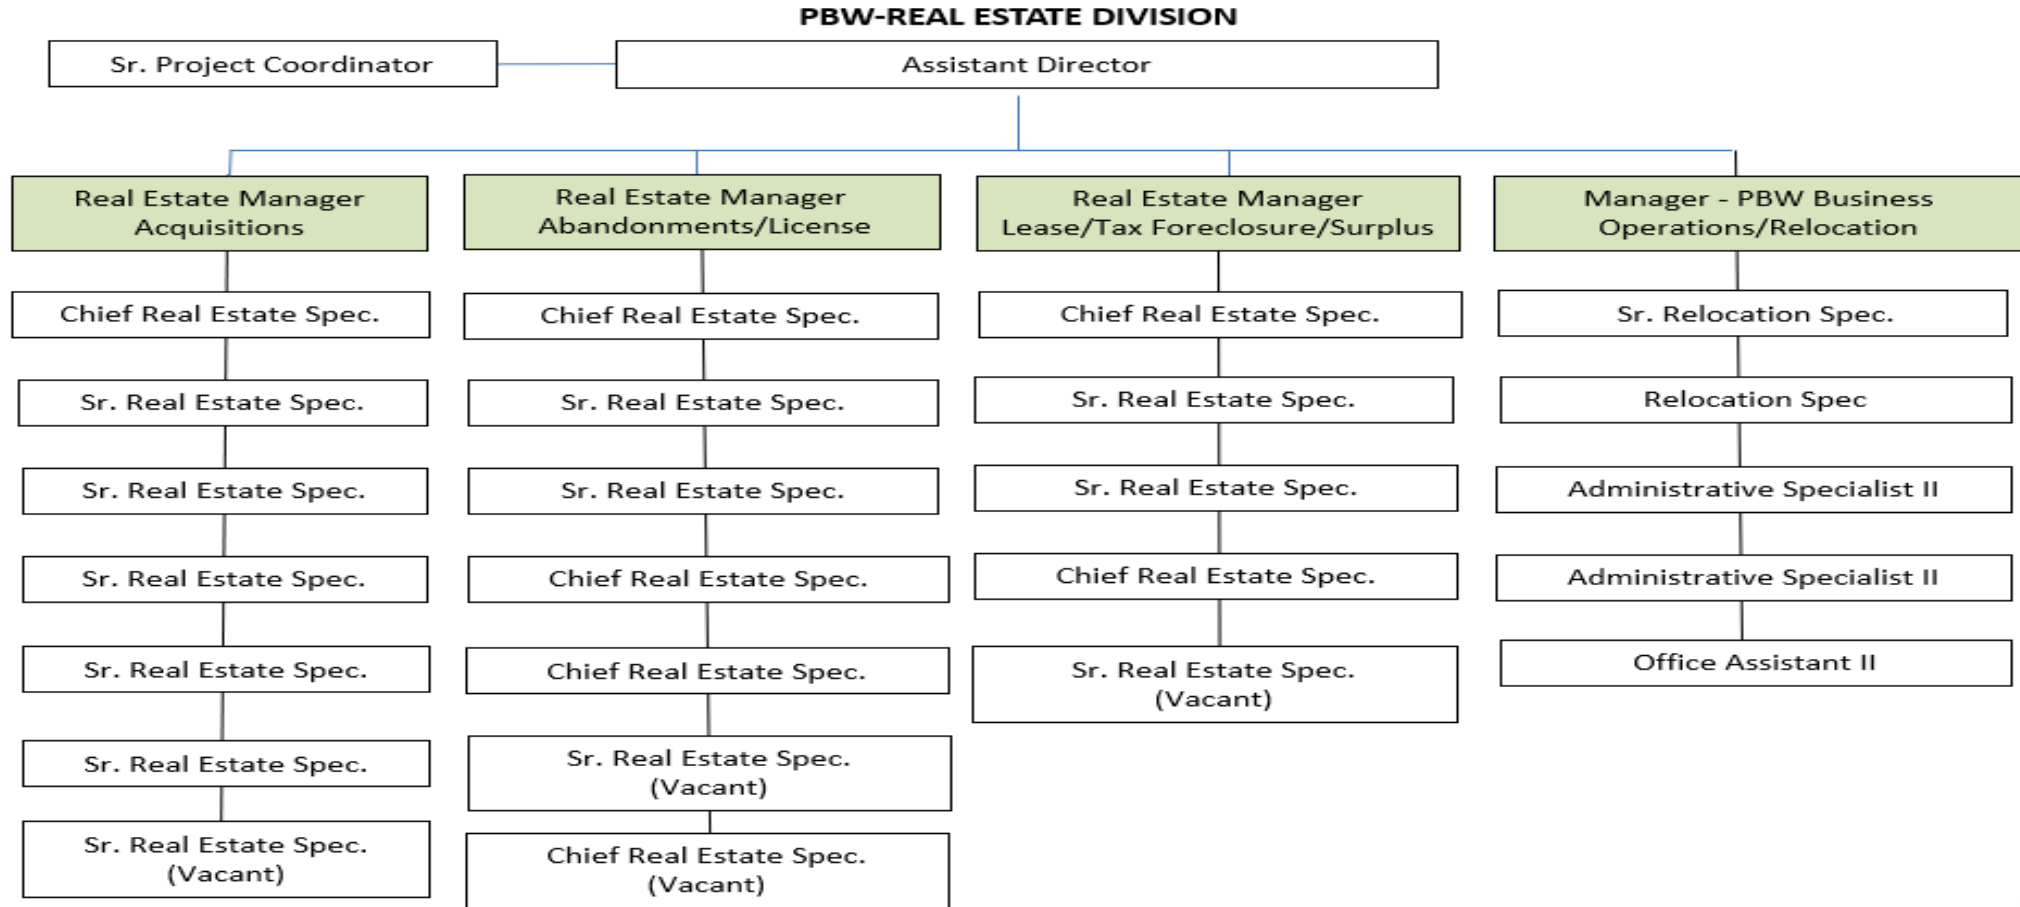 PBW-REAL ESTATE DIVISION
Sr. Project Coordinator
Assistant Director
Real Estate Manager
Acquisitions
Chief Real Estate Spec.
Sr. Real Estate Spec.
Sr. Real Estate Spec.
Sr. Real Estate Spec.
Sr. Real Estate Spec.
Sr. Real Estate Spec.
Sr. Real Estate Spec.
(Vacant)
Real Estate Manager
Abandonments/License
Chief Real Estate Spec.
Sr. Real Estate Spec.
Sr. Real Estate Spec.
Chief Real Estate Spec.
Chief Real Estate Spec.
Sr. Real Estate Spec.
(Vacant)
Chief Real Estate Spec.
(Vacant)
Real Estate Manager
Lease/Tax Foreclosure/Surplus
Chief Real Estate Spec.
Sr. Real Estate Spec.
Sr. Real Estate Spec.
Chief Real Estate Spec.
Sr. Real Estate Spec.
(Vacant)
Manager - PBW Business
Operations/Relocation
Sr. Relocation Spec.
Relocation Spec
Administrative Specialist II
Administrative Specialist II
Office Assistant II